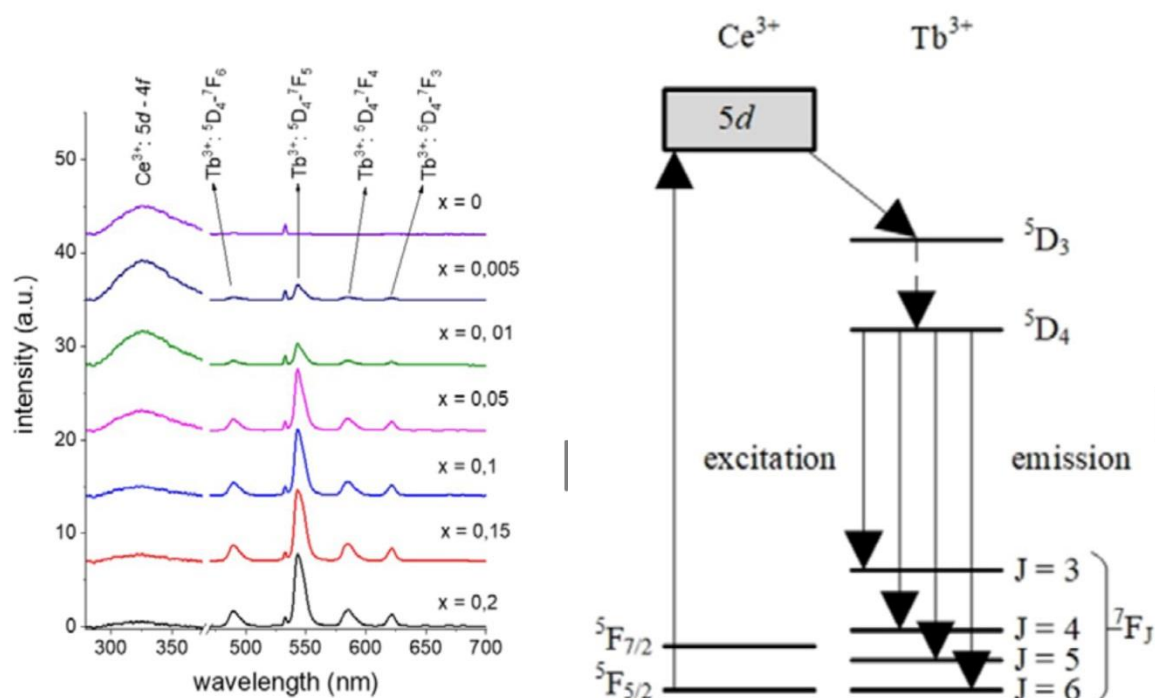 Ce³⁺: 5d - 4f
Tb³⁺: ⁵D₄-⁷F₆
Tb³⁺: ⁵D₄-⁷F₅
Tb³⁺: ⁵D₄-⁷F₄
Tb³⁺: ⁵D₄-⁷F₃
x = 0
x = 0,005
x = 0, 01
x = 0,05
x = 0,1
x = 0,15
x = 0,2
50
40
30
20
10
0
intensity (a.u.)
300 350 500 550 600 650 700
wavelength (nm)
Ce³⁺ Tb³⁺
5d
⁵D₃
⁵D₄
excitation emission
J = 3
J = 4
J = 5
J = 6
⁷F_J
⁵F₇/₂
⁵F₅/₂